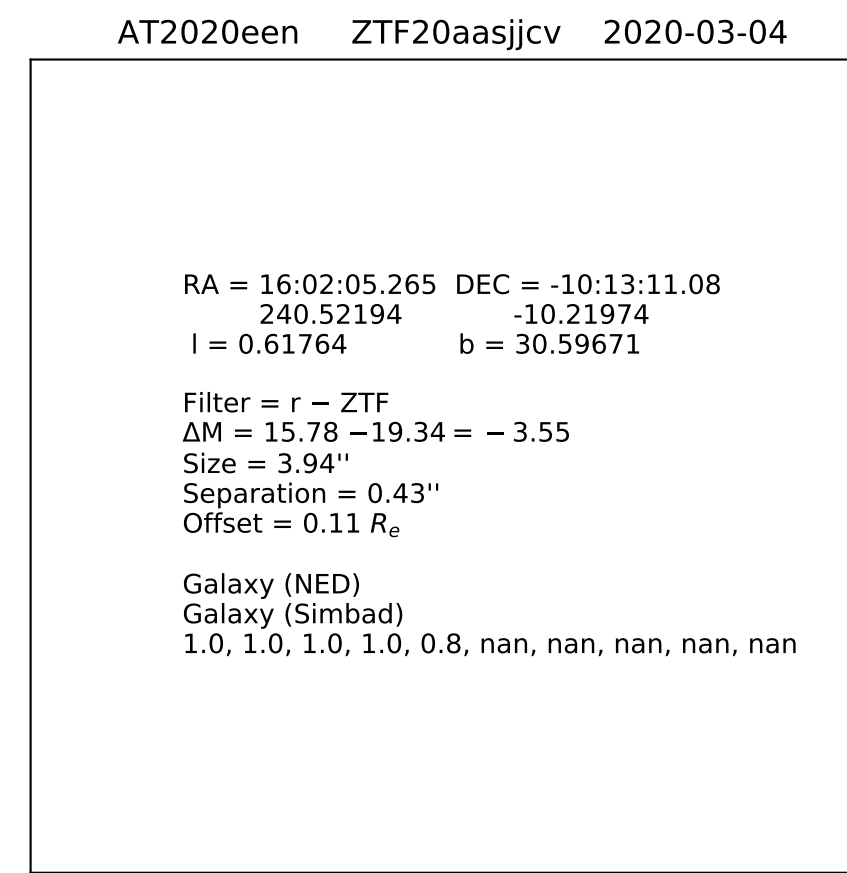 AT2020een ZTF20aasjjcv 2020-03-04
RA = 16:02:05.265 DEC = -10:13:11.08
240.52194 -10.21974
l = 0.61764 b = 30.59671
Filter = r − ZTF
ΔM = 15.78 −19.34 = − 3.55
Size = 3.94''
Separation = 0.43''
Offset = 0.11 Re
Galaxy (NED)
Galaxy (Simbad)
1.0, 1.0, 1.0, 1.0, 0.8, nan, nan, nan, nan, nan